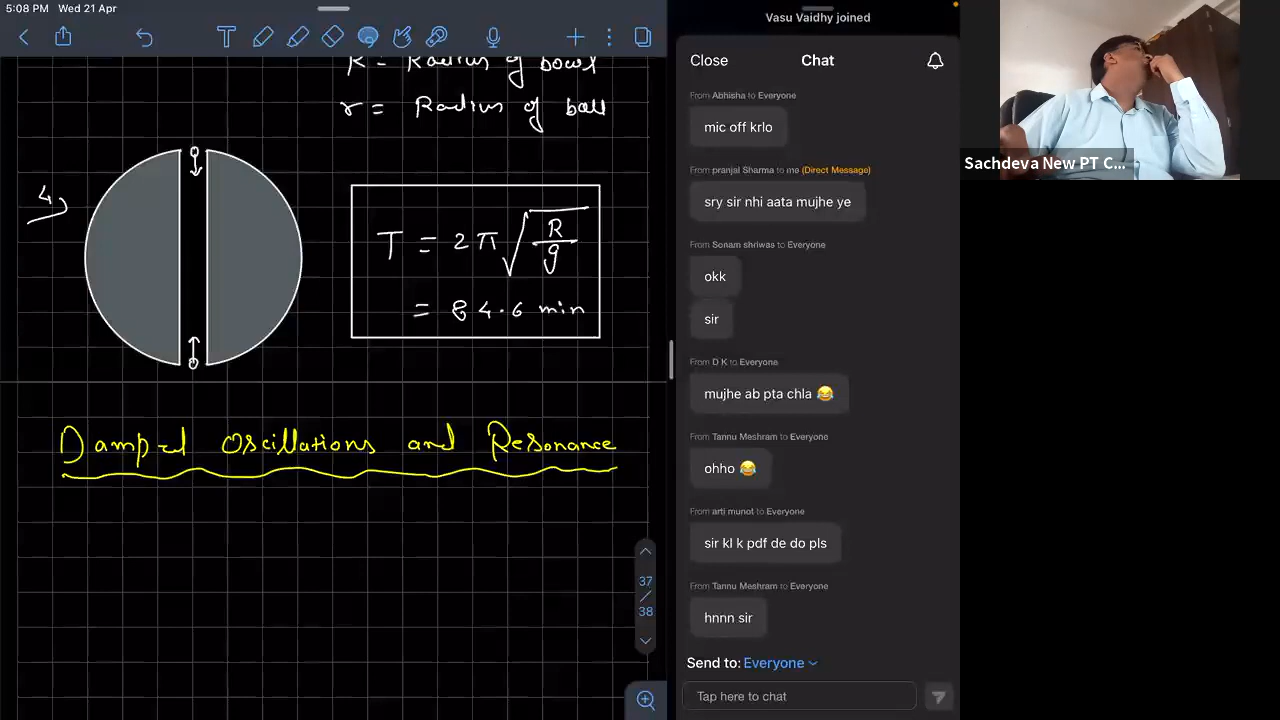 5:08 PM Wed 21 Apr
R = Radius of bowl
r = Radius of ball
4)
T = 2π√(R/g)
= 84.6 min
Damped Oscillations and Resonance
37
38
Vasu Vaidhy joined
Close
Chat
From Abhisha to Everyone
mic off krlo
From pranjal Sharma to me (Direct Message)
sry sir nhi aata mujhe ye
From Sonam shriwas to Everyone
okk
sir
From D K to Everyone
mujhe ab pta chla 😂
From Tannu Meshram to Everyone
ohho 😂
From arti munot to Everyone
sir kl k pdf de do pls
From Tannu Meshram to Everyone
hnnn sir
Send to: Everyone
Tap here to chat
Sachdeva New PT C...